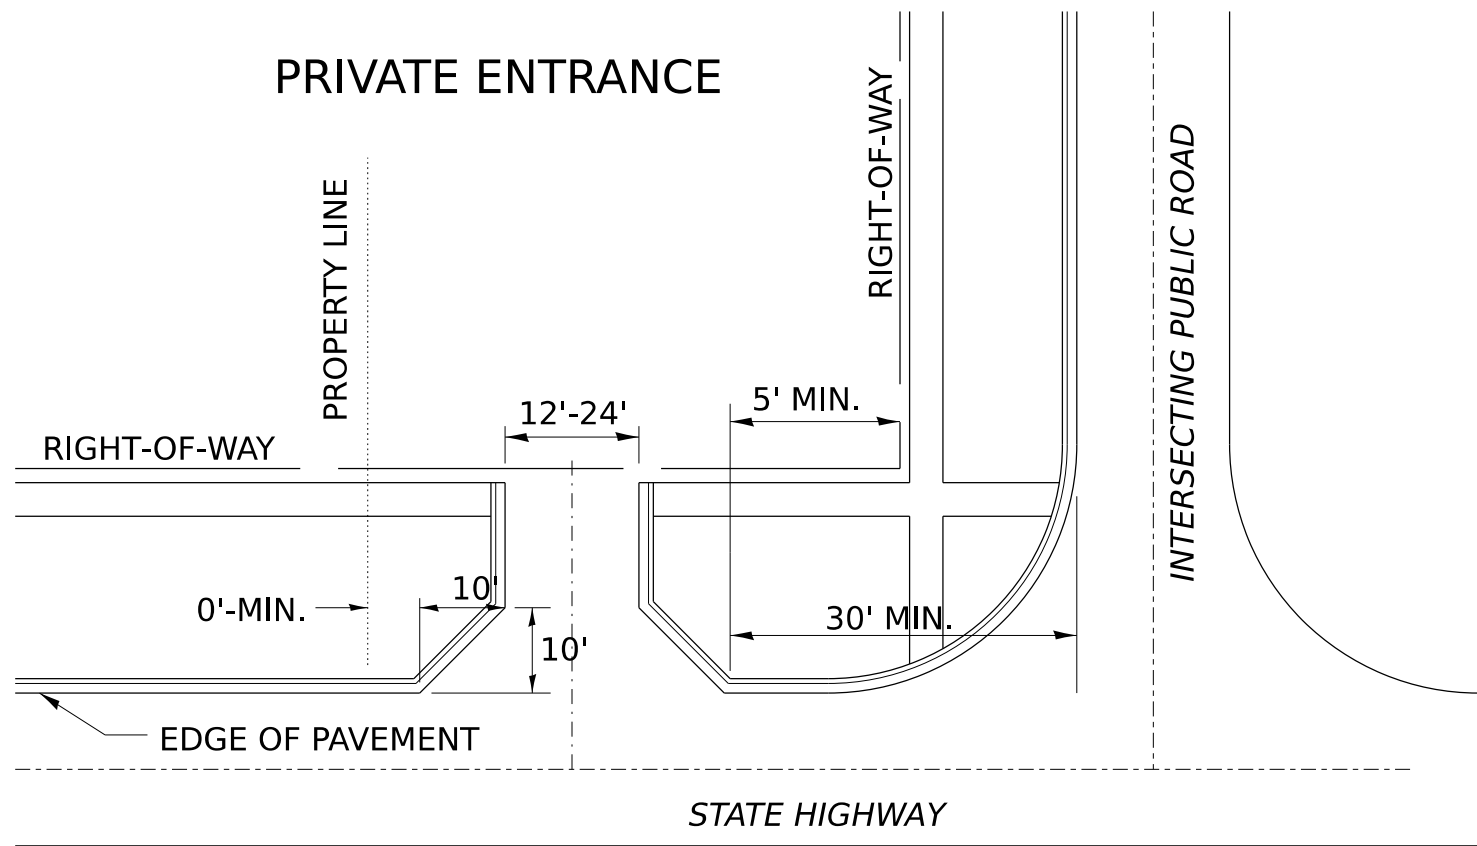 PRIVATE ENTRANCE
RIGHT-OF-WAY
PROPERTY LINE
INTERSECTING PUBLIC ROAD
5' MIN.
12'-24'
RIGHT-OF-WAY
10'
0'-MIN.
30' MIN.
10'
EDGE OF PAVEMENT
STATE HIGHWAY